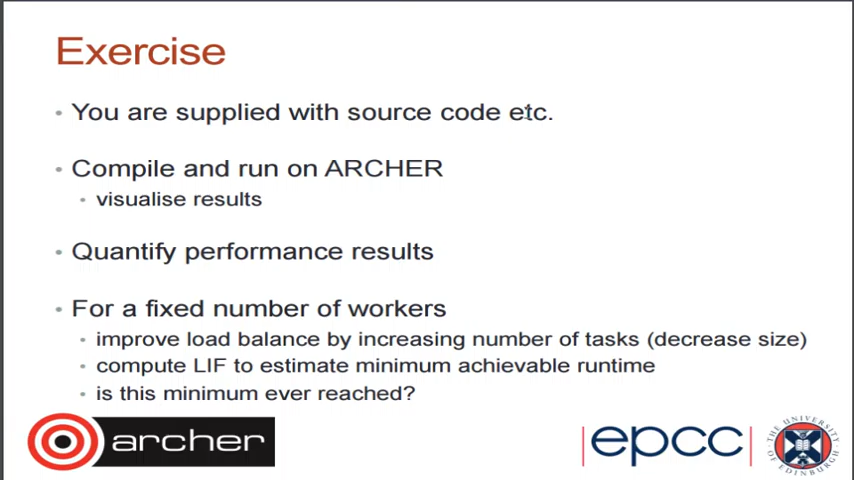 Exercise
• You are supplied with source code etc.
• Compile and run on ARCHER
• visualise results
• Quantify performance results
• For a fixed number of workers
• improve load balance by increasing number of tasks (decrease size)
• compute LIF to estimate minimum achievable runtime
• is this minimum ever reached?
archer
epcc
THE UNIVERSITY OF EDINBURGH